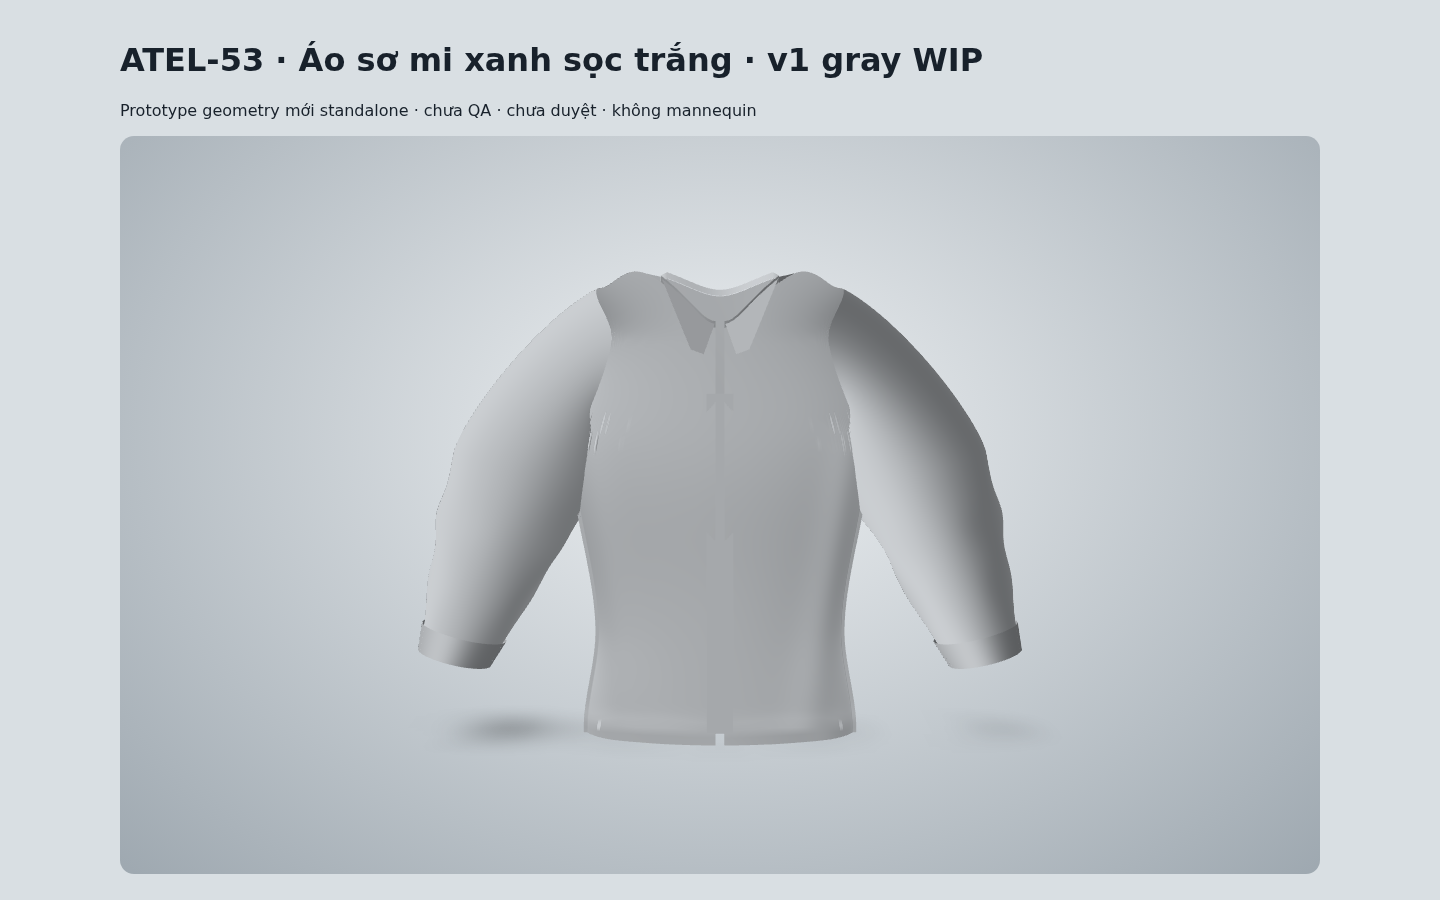 ATEL-53 · Áo sơ mi xanh sọc trắng · v1 gray WIP
Prototype geometry mới standalone · chưa QA · chưa duyệt · không mannequin